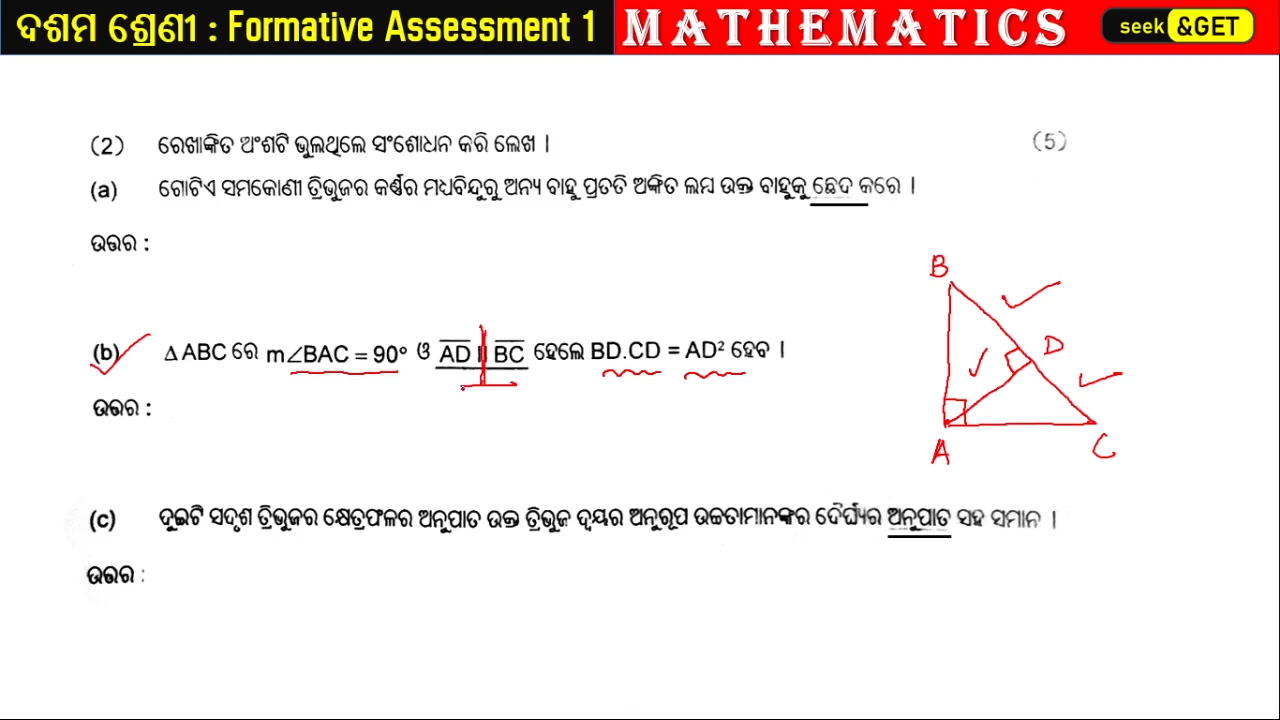 ଦଶମ ଶ୍ରେଣୀ : Formative Assessment 1 MATHEMATICS seek &GET
(2) ରେଖାଙ୍କିତ ଅଂଶଟି ଭୁଲଥିଲେ ସଂଶୋଧନ କରି ଲେଖ । (5)
(a) ଗୋଟିଏ ସମକୋଣୀ ତ୍ରିଭୁଜର କର୍ଣ୍ଣର ମଧ୍ୟବିନ୍ଦୁରୁ ଅନ୍ୟ ବାହୁ ପ୍ରତତି ଅଙ୍କିତ ଲମ୍ବ ଉକ୍ତ ବାହୁକୁ ଛେଦ କରେ ।
ଉତ୍ତର :
B
(b) Δ ABC ରେ m∠BAC = 90° ଓ AD || BC ହେଲେ BD.CD = AD² ହେବ ।
D
ଉତ୍ତର :
A C
(c) ଦୁଇଟି ସଦୃଶ ତ୍ରିଭୁଜର କ୍ଷେତ୍ରଫଳର ଅନୁପାତ ଉକ୍ତ ତ୍ରିଭୁଜ ଦ୍ୱୟର ଅନୁରୂପ ଉଚ୍ଚତାମାନଙ୍କର ଦୈର୍ଘ୍ୟର ଅନୁପାତ ସହ ସମାନ ।
ଉତ୍ତର :